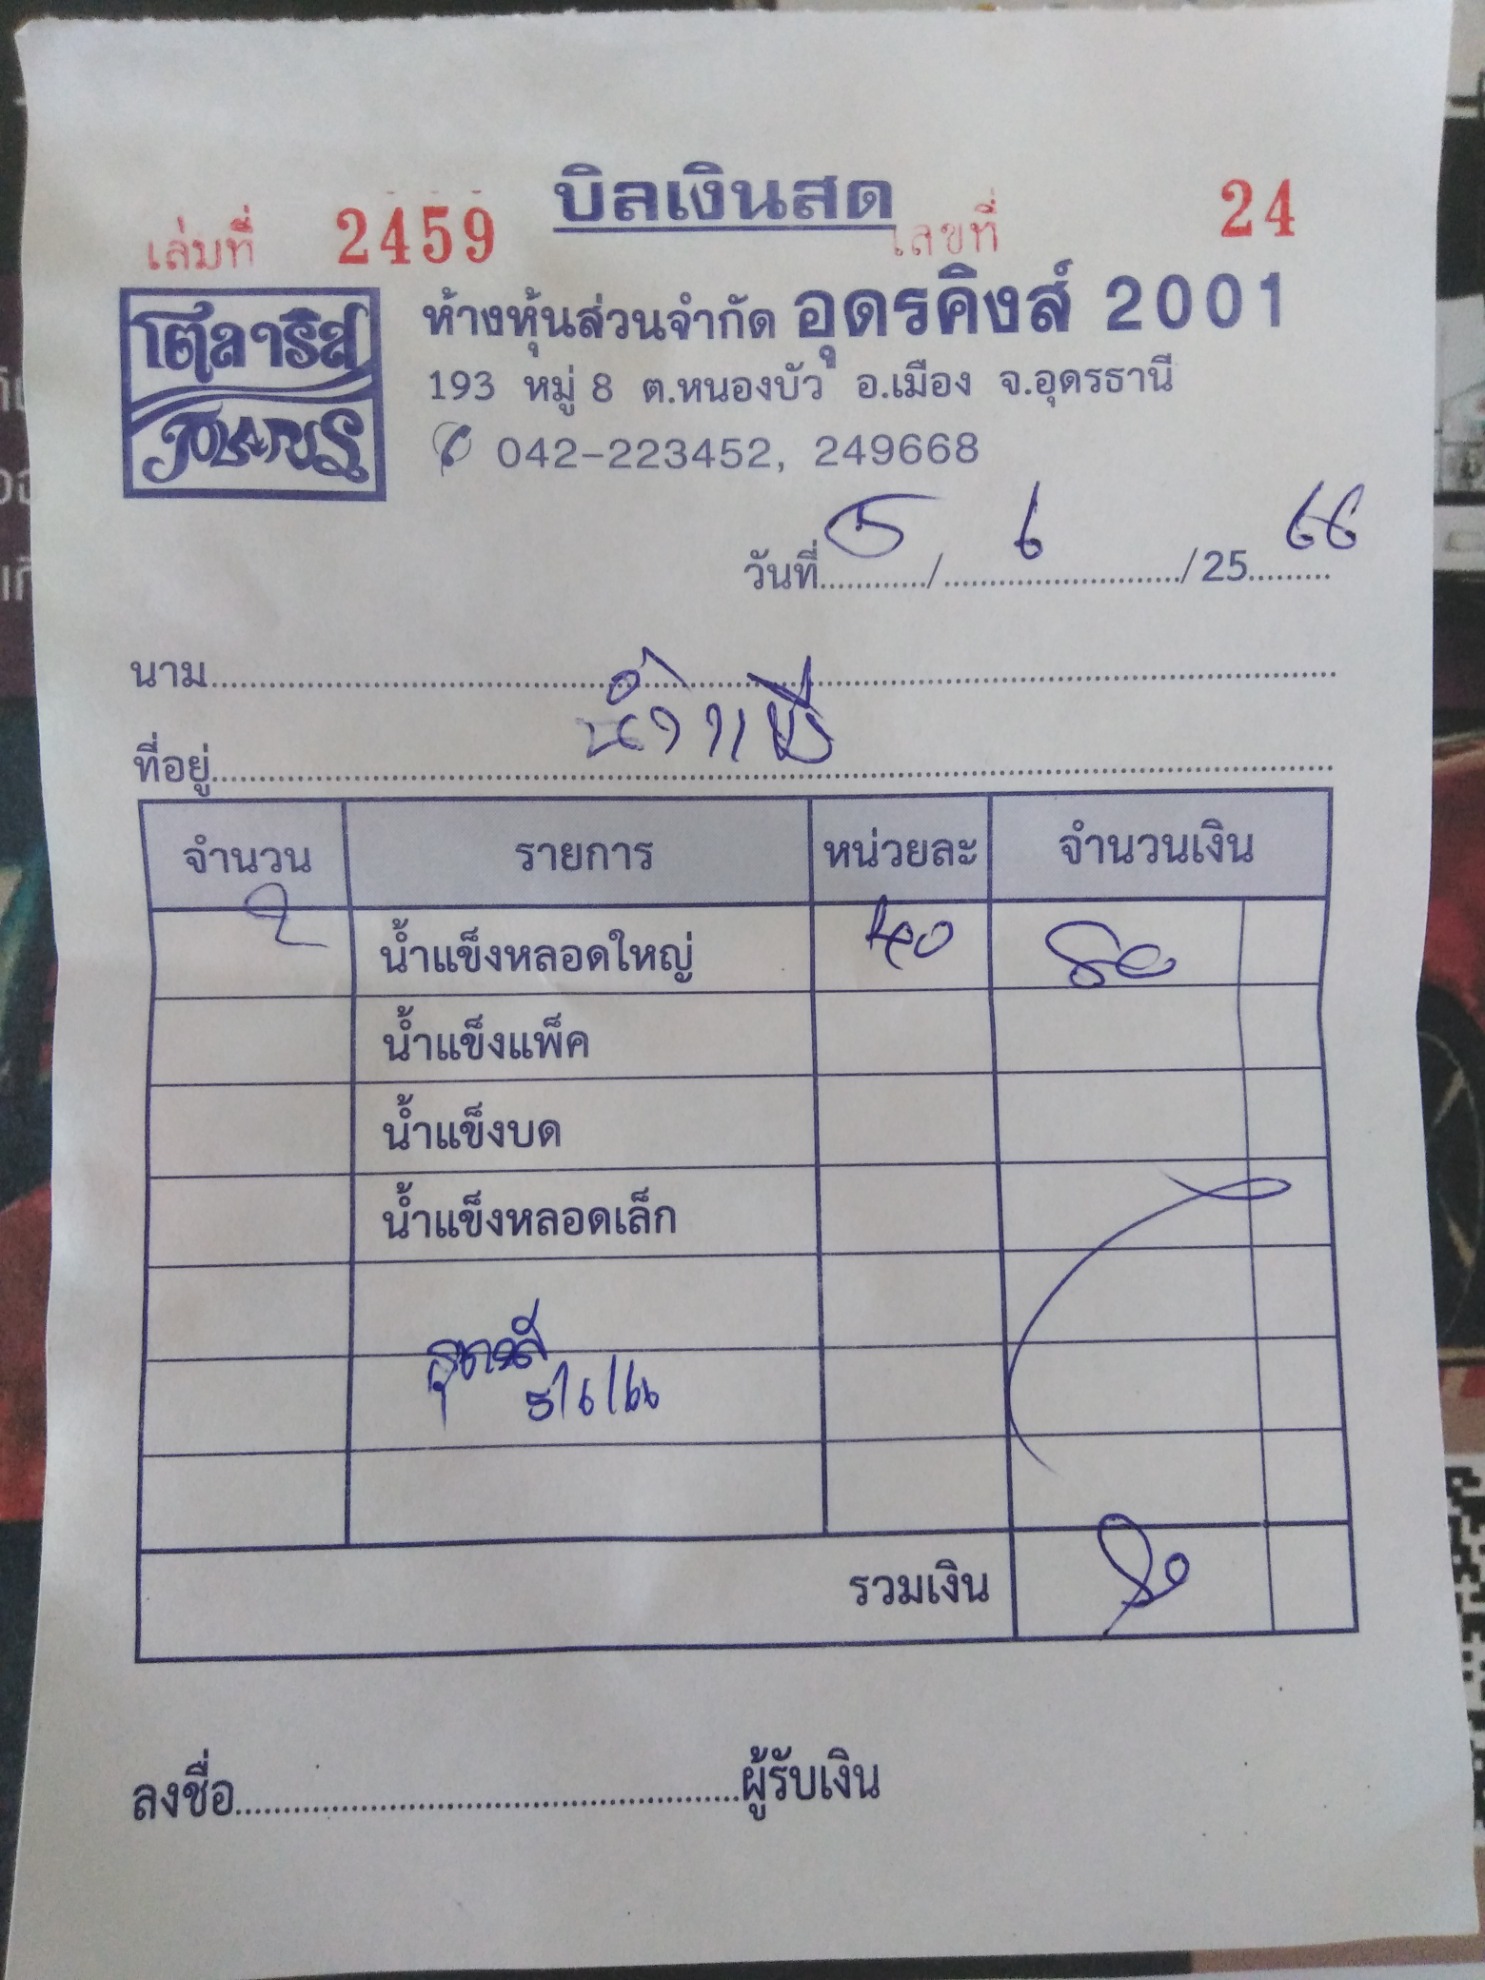 บิลเงินสด
เล่มที่ 2459 เลขที่ 24
โตลาริส
POLARIS
ห้างหุ้นส่วนจำกัด อุดรคิงส์ 2001
193 หมู่ 8 ต.หนองบัว อ.เมือง จ.อุดรธานี
042-223452, 249668
วันที่ 5 / 6 / 25 66
นาม
ที่อยู่
จำนวน รายการ หน่วยละ จำนวนเงิน
2 น้ำแข็งหลอดใหญ่ 40 80
น้ำแข็งแพ็ค
น้ำแข็งบด
น้ำแข็งหลอดเล็ก
5/6/66
รวมเงิน 80
ลงชื่อ ผู้รับเงิน